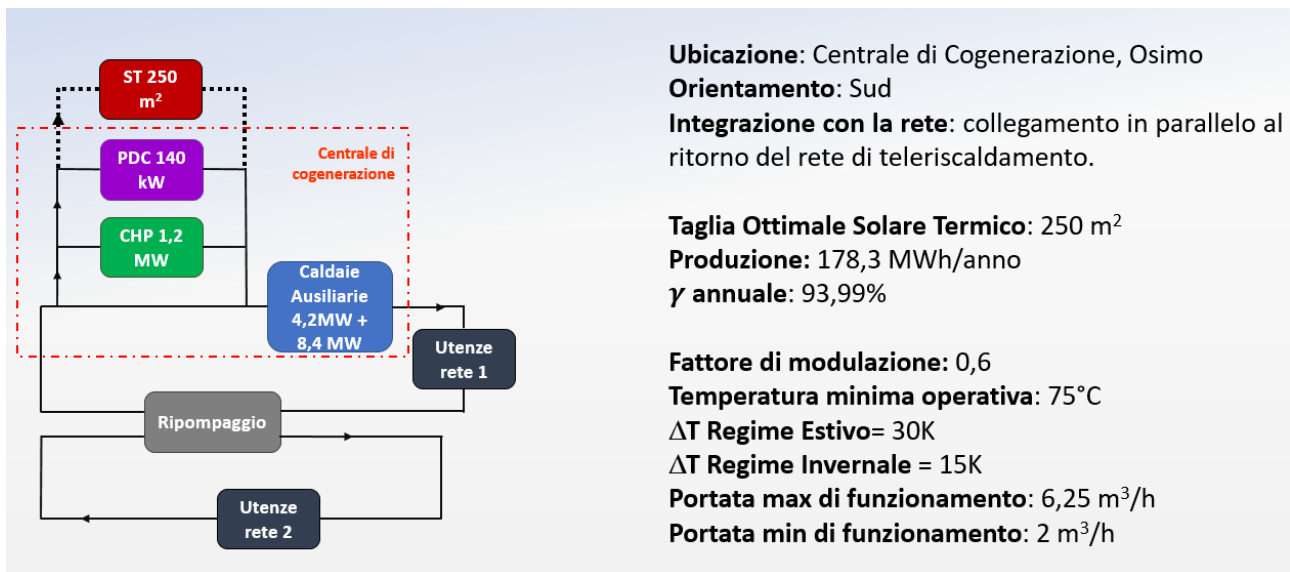 ST 250
m²
PDC 140
kW
CHP 1,2
MW
Centrale di
cogenerazione
Caldaie
Ausiliarie
4,2MW +
8,4 MW
Utenze
rete 1
Ripompaggio
Utenze
rete 2
Ubicazione: Centrale di Cogenerazione, Osimo
Orientamento: Sud
Integrazione con la rete: collegamento in parallelo al
ritorno del rete di teleriscaldamento.
Taglia Ottimale Solare Termico: 250 m²
Produzione: 178,3 MWh/anno
γ annuale: 93,99%
Fattore di modulazione: 0,6
Temperatura minima operativa: 75°C
ΔT Regime Estivo= 30K
ΔT Regime Invernale = 15K
Portata max di funzionamento: 6,25 m³/h
Portata min di funzionamento: 2 m³/h